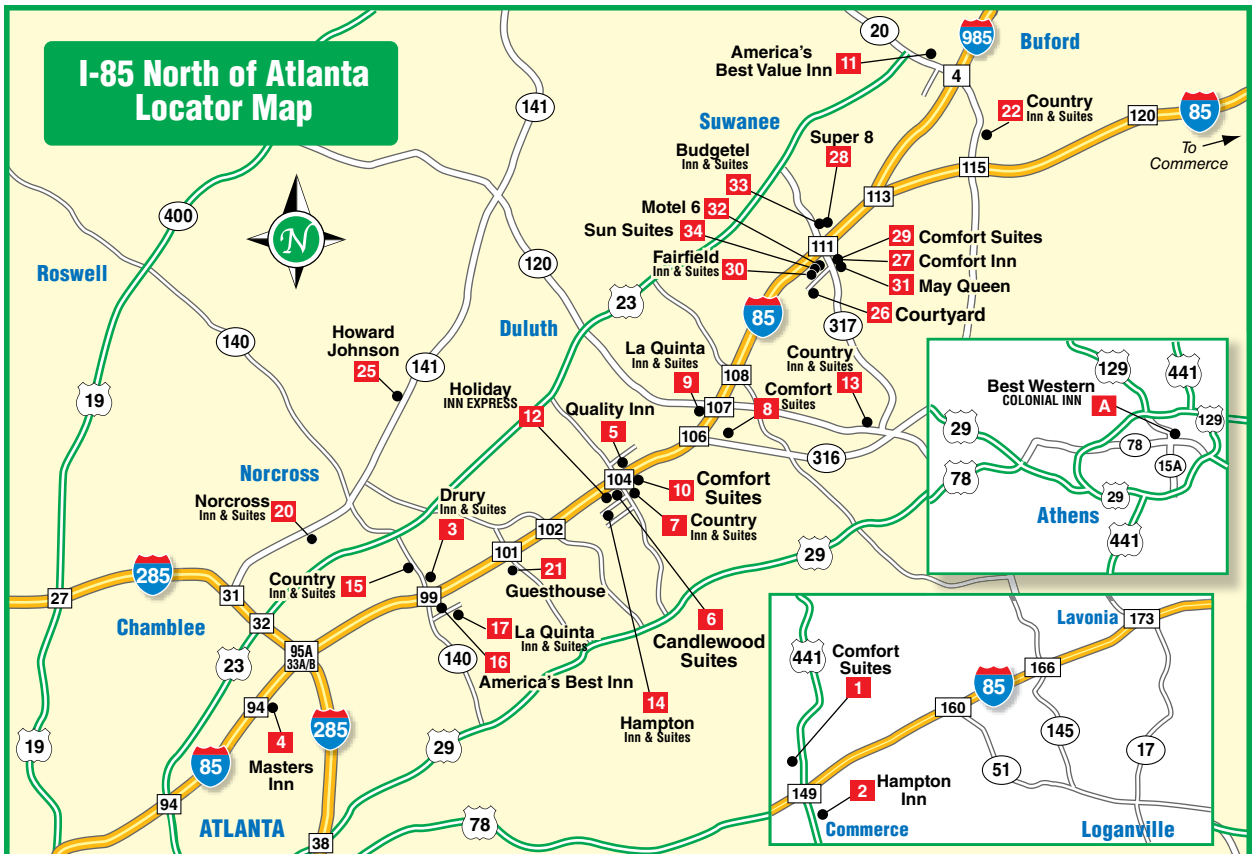 I-85 North of Atlanta
Locator Map
20
985
Buford
America's
Best Value Inn
11
4
141
Suwanee
22
Country
Inn & Suites
120
85
To
Commerce
Super 8
28
Budgetel
Inn & Suites
33
115
113
400
Motel 6
32
Sun Suites
34
111
29
Comfort Suites
Fairfield
Inn & Suites
30
27
Comfort Inn
31
May Queen
26
Courtyard
N
Roswell
120
23
85
317
Duluth
140
Howard
Johnson
25
141
La Quinta
Inn & Suites
9
108
Country
Inn & Suites
13
Holiday
INN EXPRESS
12
Quality Inn
5
107
8
Comfort
Suites
106
316
19
129
441
Best Western
COLONIAL INN
A
29
129
78
15A
78
29
Athens
441
Norcross
104
10
Comfort
Suites
Norcross
Inn & Suites
20
Drury
Inn & Suites
3
102
7
Country
Inn & Suites
101
29
285
Country
Inn & Suites
15
21
Guesthouse
27
31
99
Chamblee
32
17
La Quinta
Inn & Suites
6
Candlewood
Suites
95A
33A/B
23
140
16
America's Best Inn
14
Hampton
Inn & Suites
94
4
Masters
Inn
285
29
19
85
94
ATLANTA
38
78
Lavonia
173
441
Comfort
Suites
1
166
85
160
145
17
51
149
2
Hampton
Inn
Commerce
Loganville